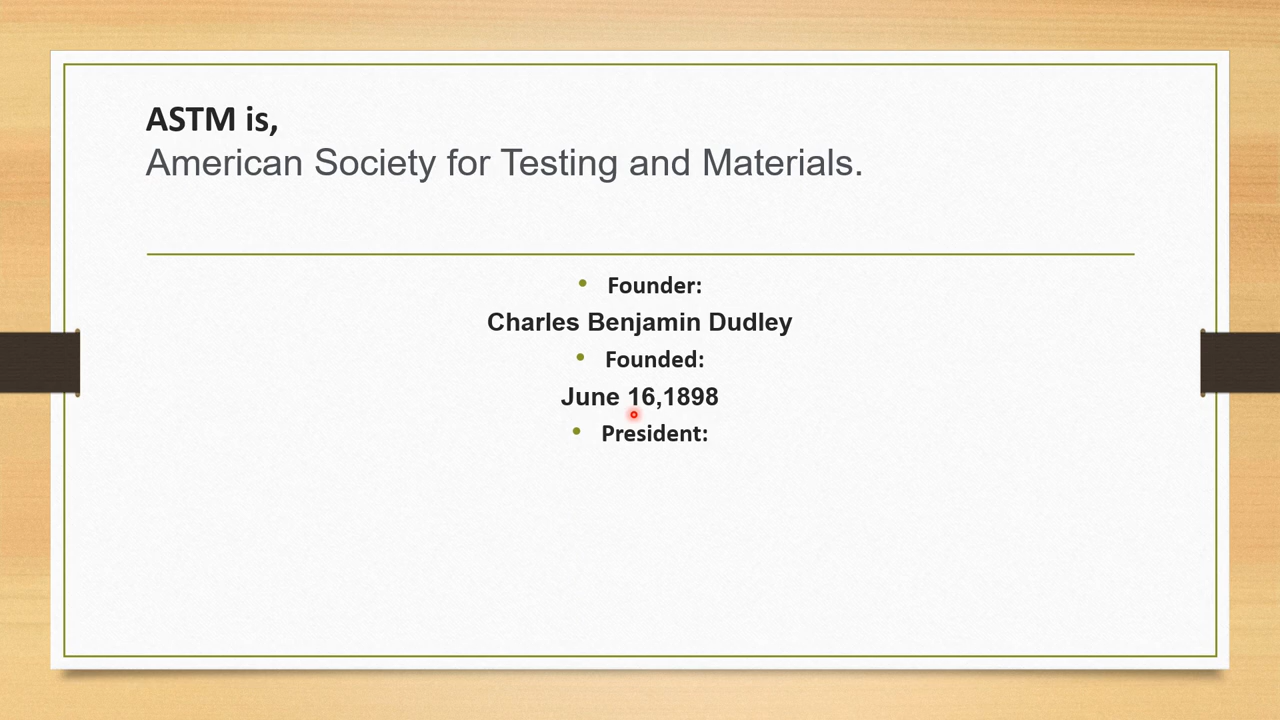 ASTM is,
American Society for Testing and Materials.
• Founder:
Charles Benjamin Dudley
• Founded:
June 16,1898
• President: